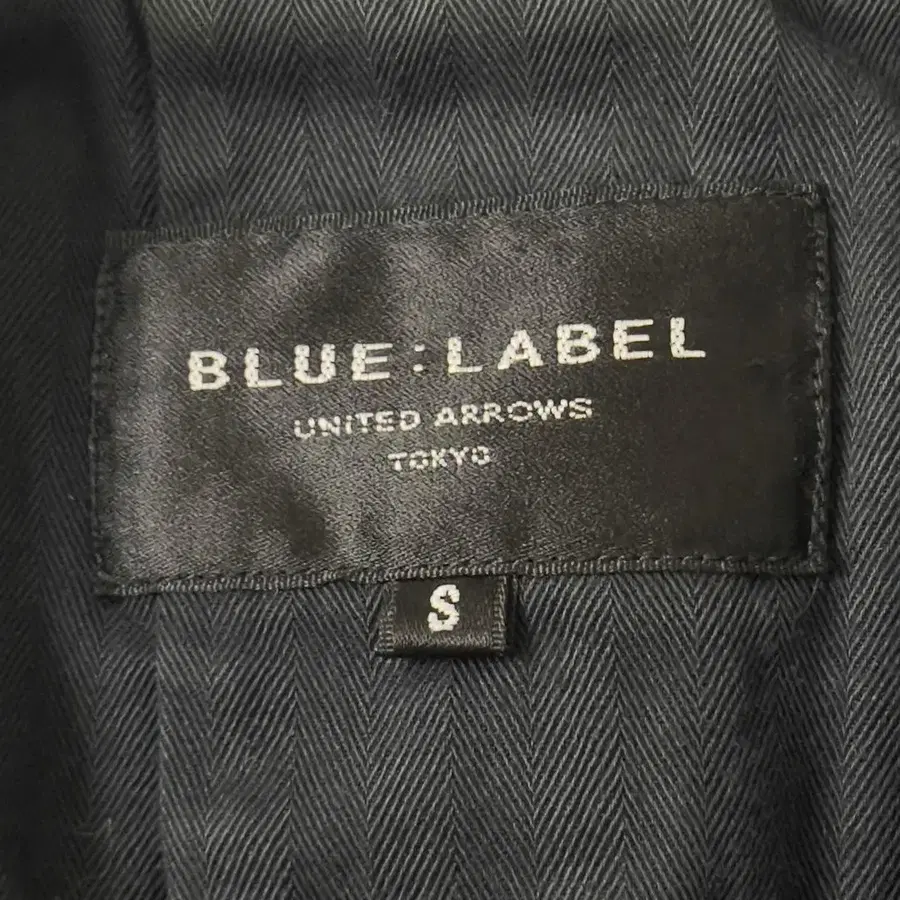 BLUE:LABEL
UNITED ARROWS
TOKYO
S